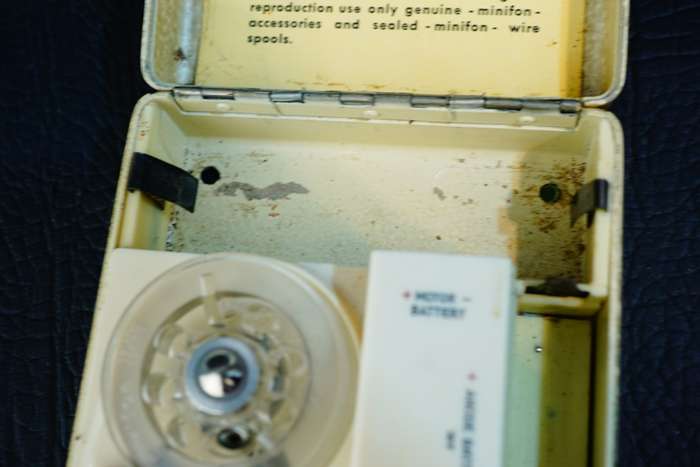 reproduction use only genuine - minifon -
accessories and sealed - minifon - wire
spools.
+ MOTOR —
BATTERY
+